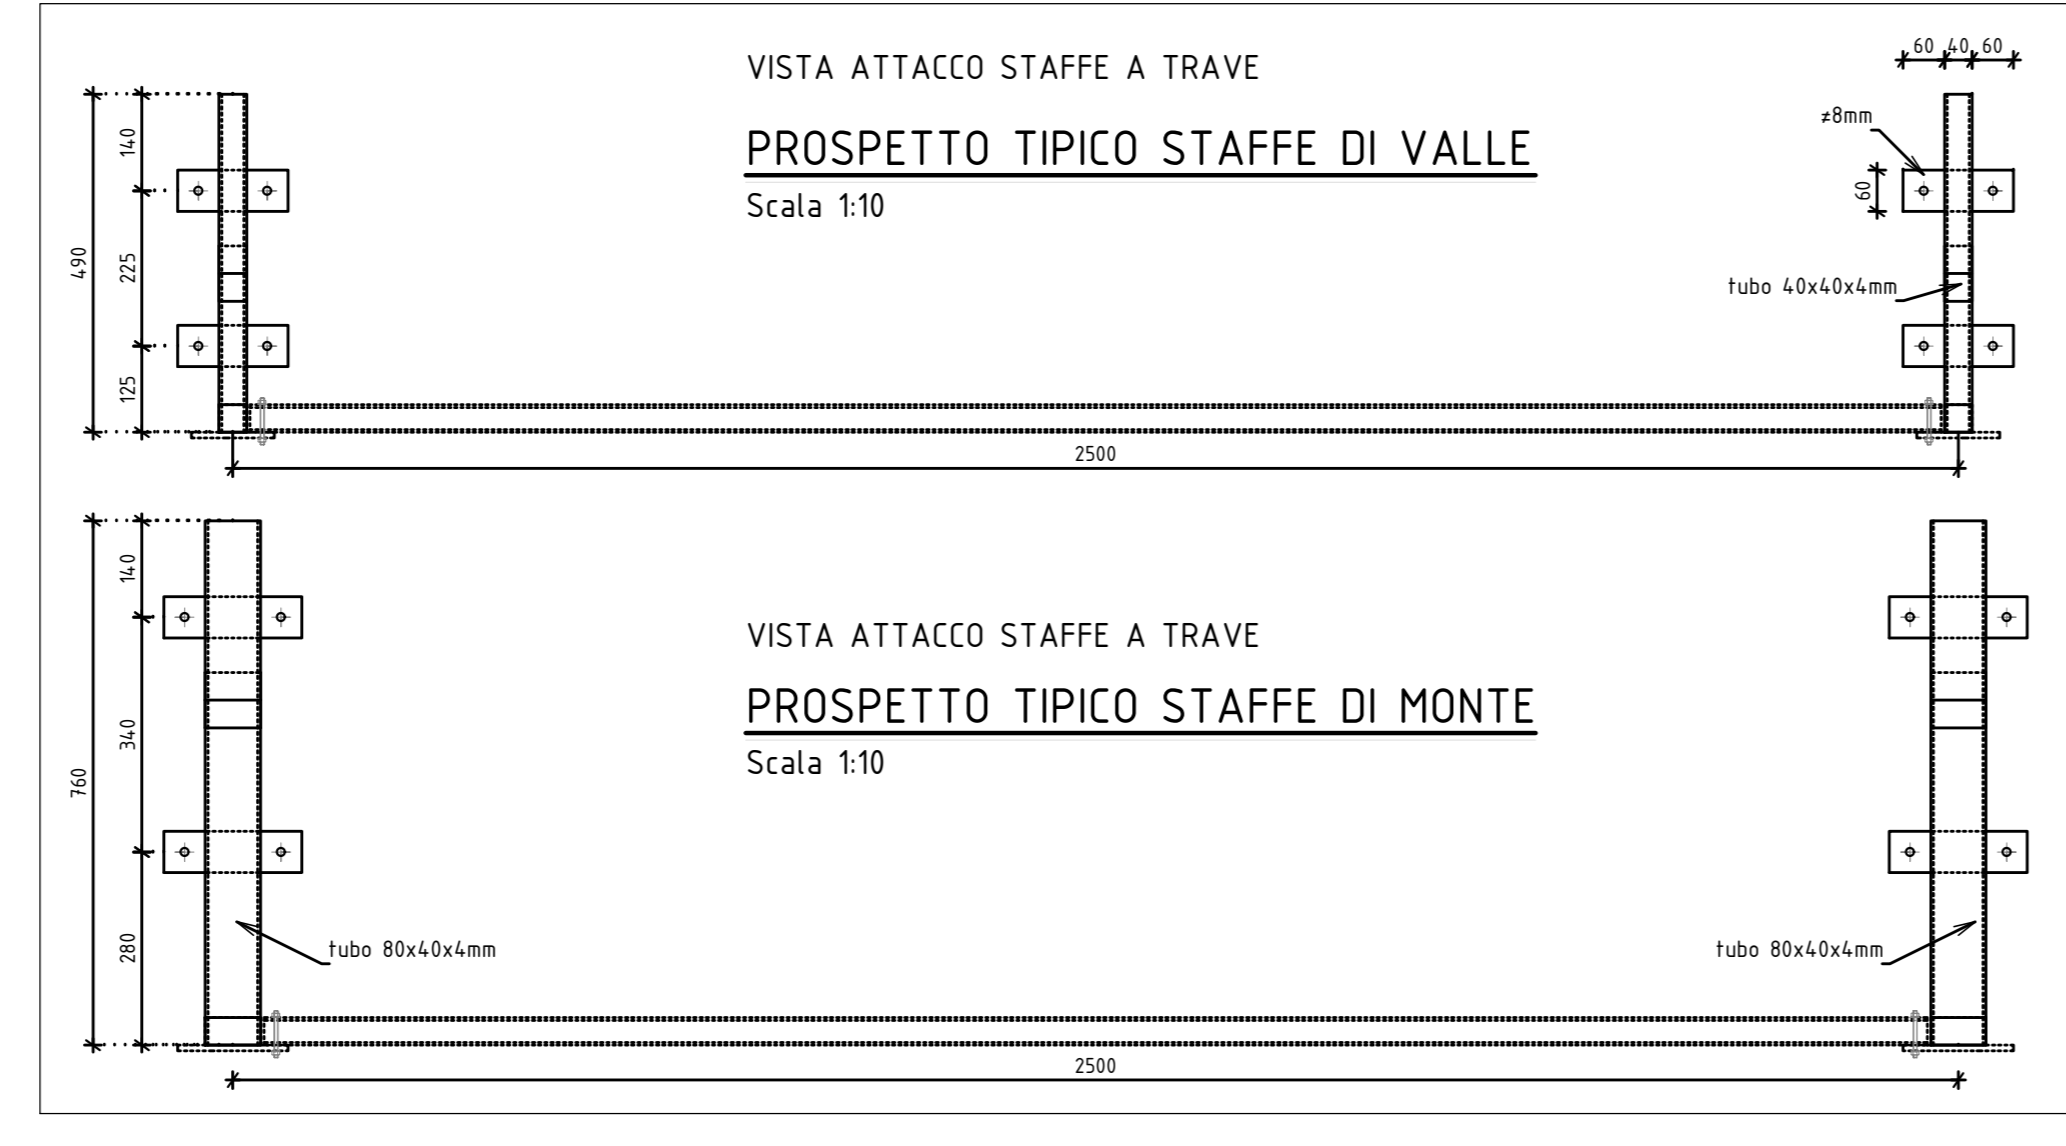 VISTA ATTACCO STAFFE A TRAVE
60 40 60
≠8mm
140
PROSPETTO TIPICO STAFFE DI VALLE
60
Scala 1:10
490
225
tubo 40x40x4mm
125
2500
140
VISTA ATTACCO STAFFE A TRAVE
PROSPETTO TIPICO STAFFE DI MONTE
340
Scala 1:10
760
280
tubo 80x40x4mm
tubo 80x40x4mm
2500